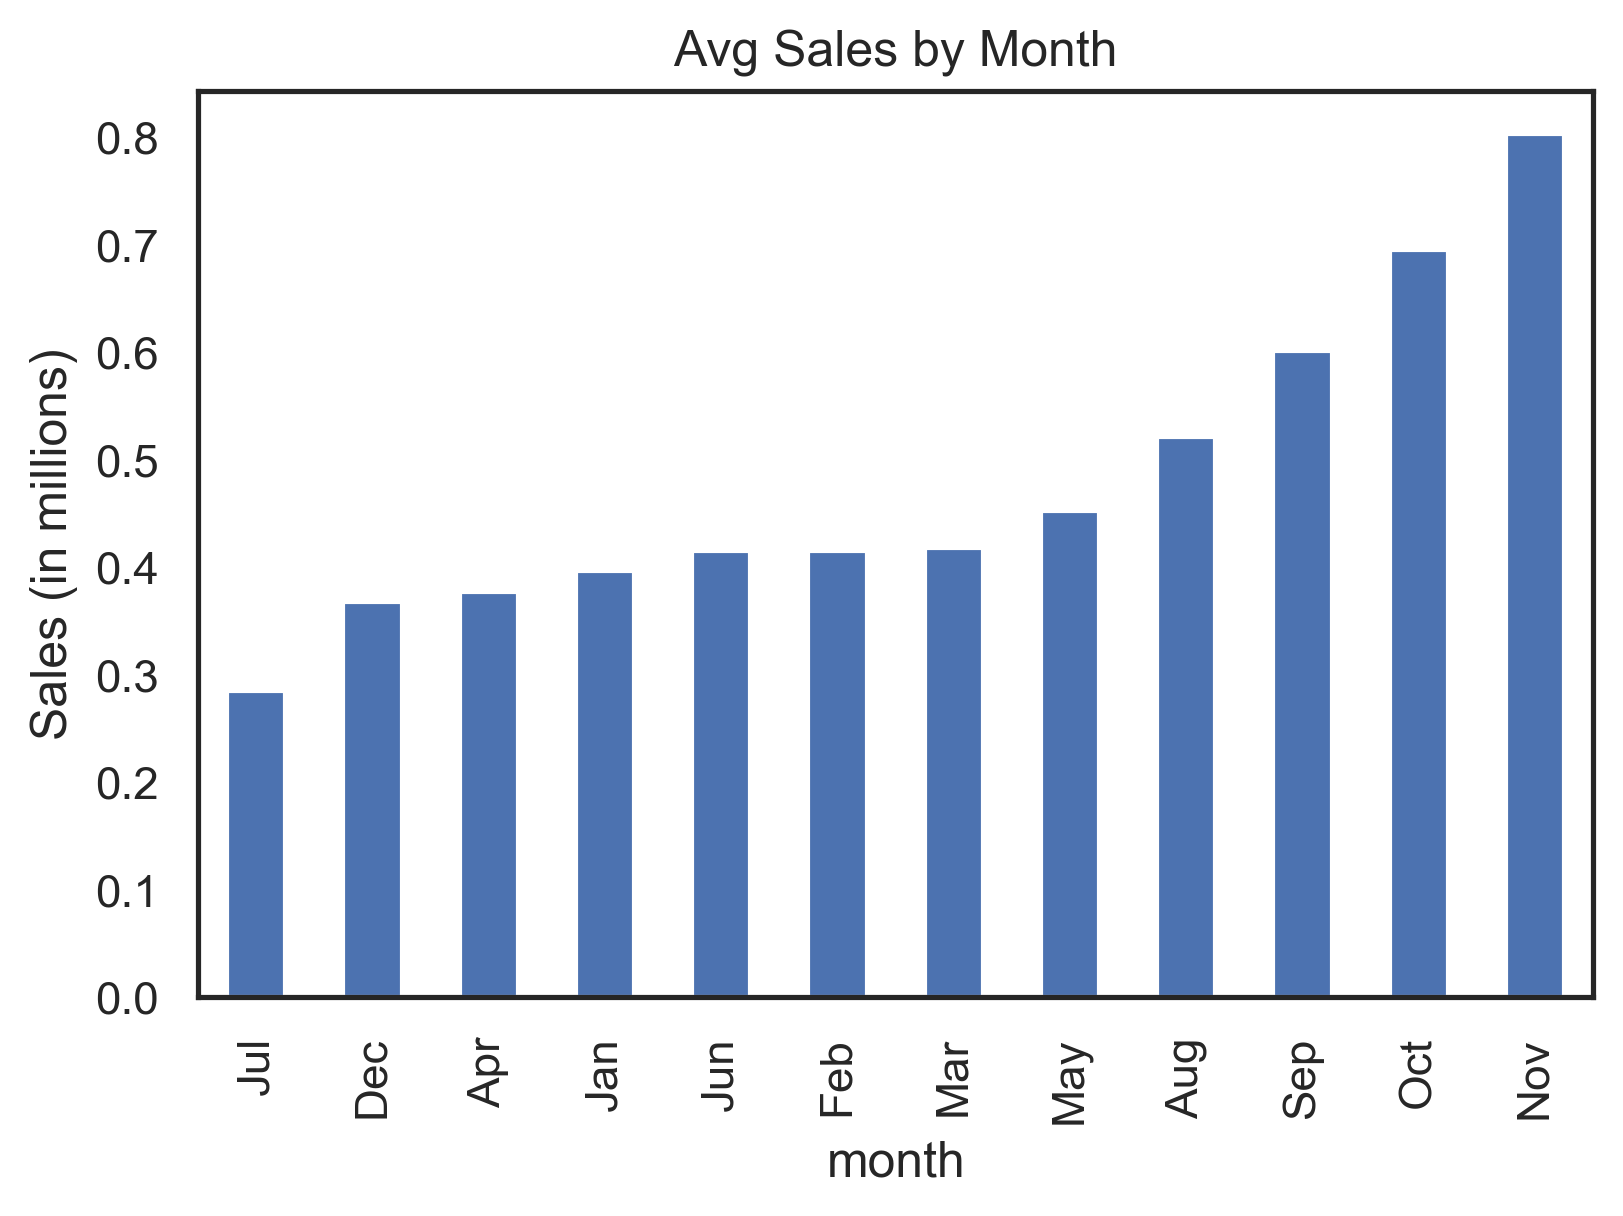 Avg Sales by Month
Sales (in millions)
0.8
0.7
0.6
0.5
0.4
0.3
0.2
0.1
0.0
Jul
Dec
Apr
Jan
Jun
Feb
Mar
May
Aug
Sep
Oct
Nov
month